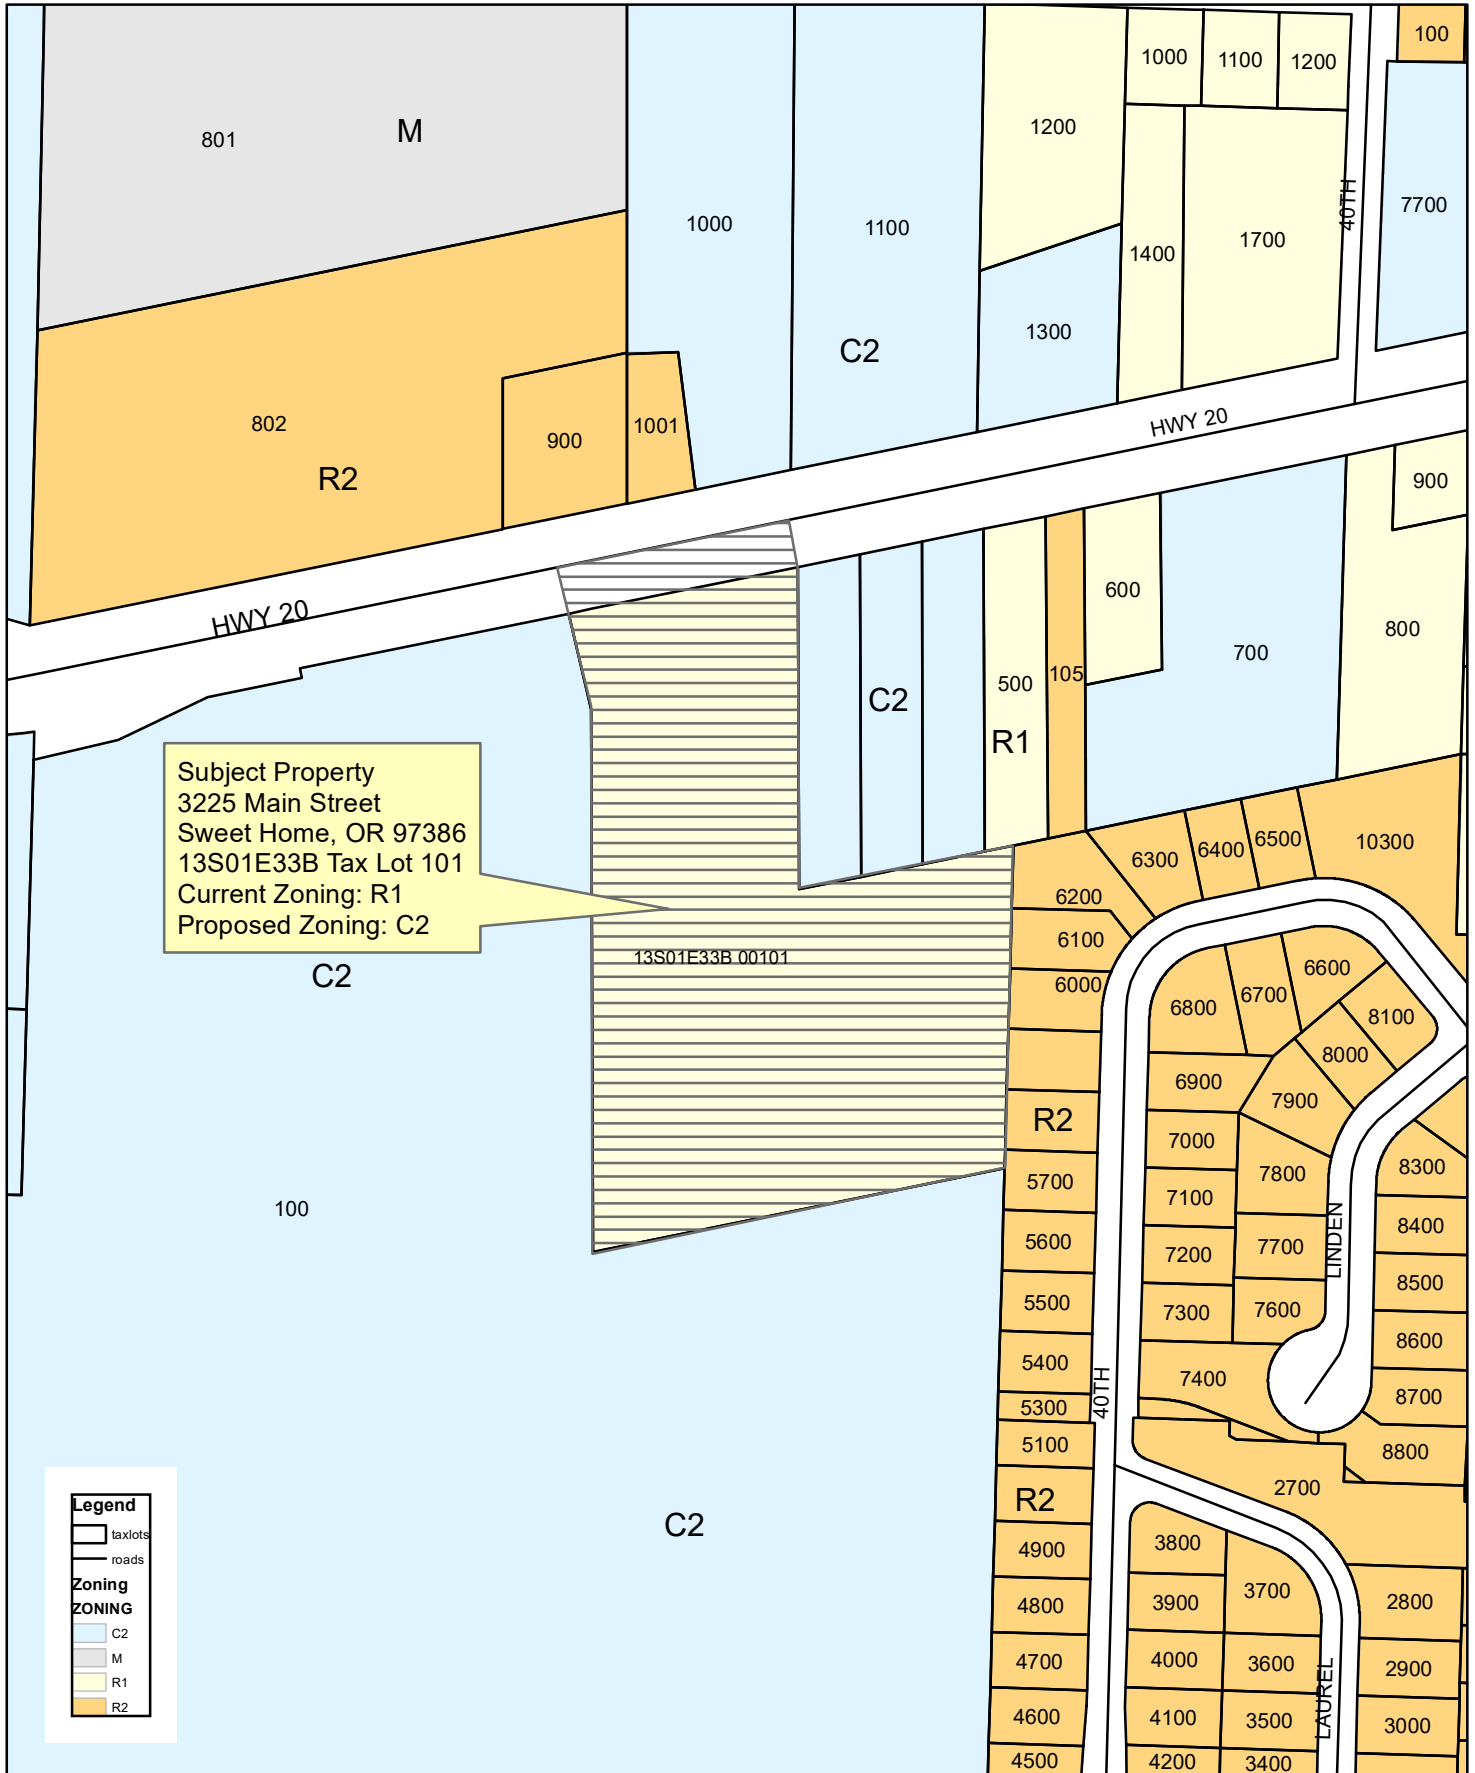 100
1000
1100
1200
801
M
1200
7700
1000
1100
1400
1700
40TH
1300
C2
802
900
1001
HWY 20
R2
900
HWY 20
600
800
700
500
105
C2
R1
Subject Property
3225 Main Street
Sweet Home, OR 97386
13S01E33B Tax Lot 101
Current Zoning: R1
Proposed Zoning: C2
6300
6400
6500
10300
6200
6100
13S01E33B 00101
C2
6000
6600
6700
6800
8100
8000
6900
7900
R2
7000
7800
8300
5700
7100
100
8400
5600
7200
7700
LINDEN
8500
5500
7300
7600
8600
5400
7400
8700
40TH
5300
5100
8800
2700
R2
C2
4900
3800
3700
4800
3900
2800
4700
4000
3600
2900
LAUREL
4600
4100
3500
3000
4500
4200
3400
Legend
taxlots
roads
Zoning
ZONING
C2
M
R1
R2